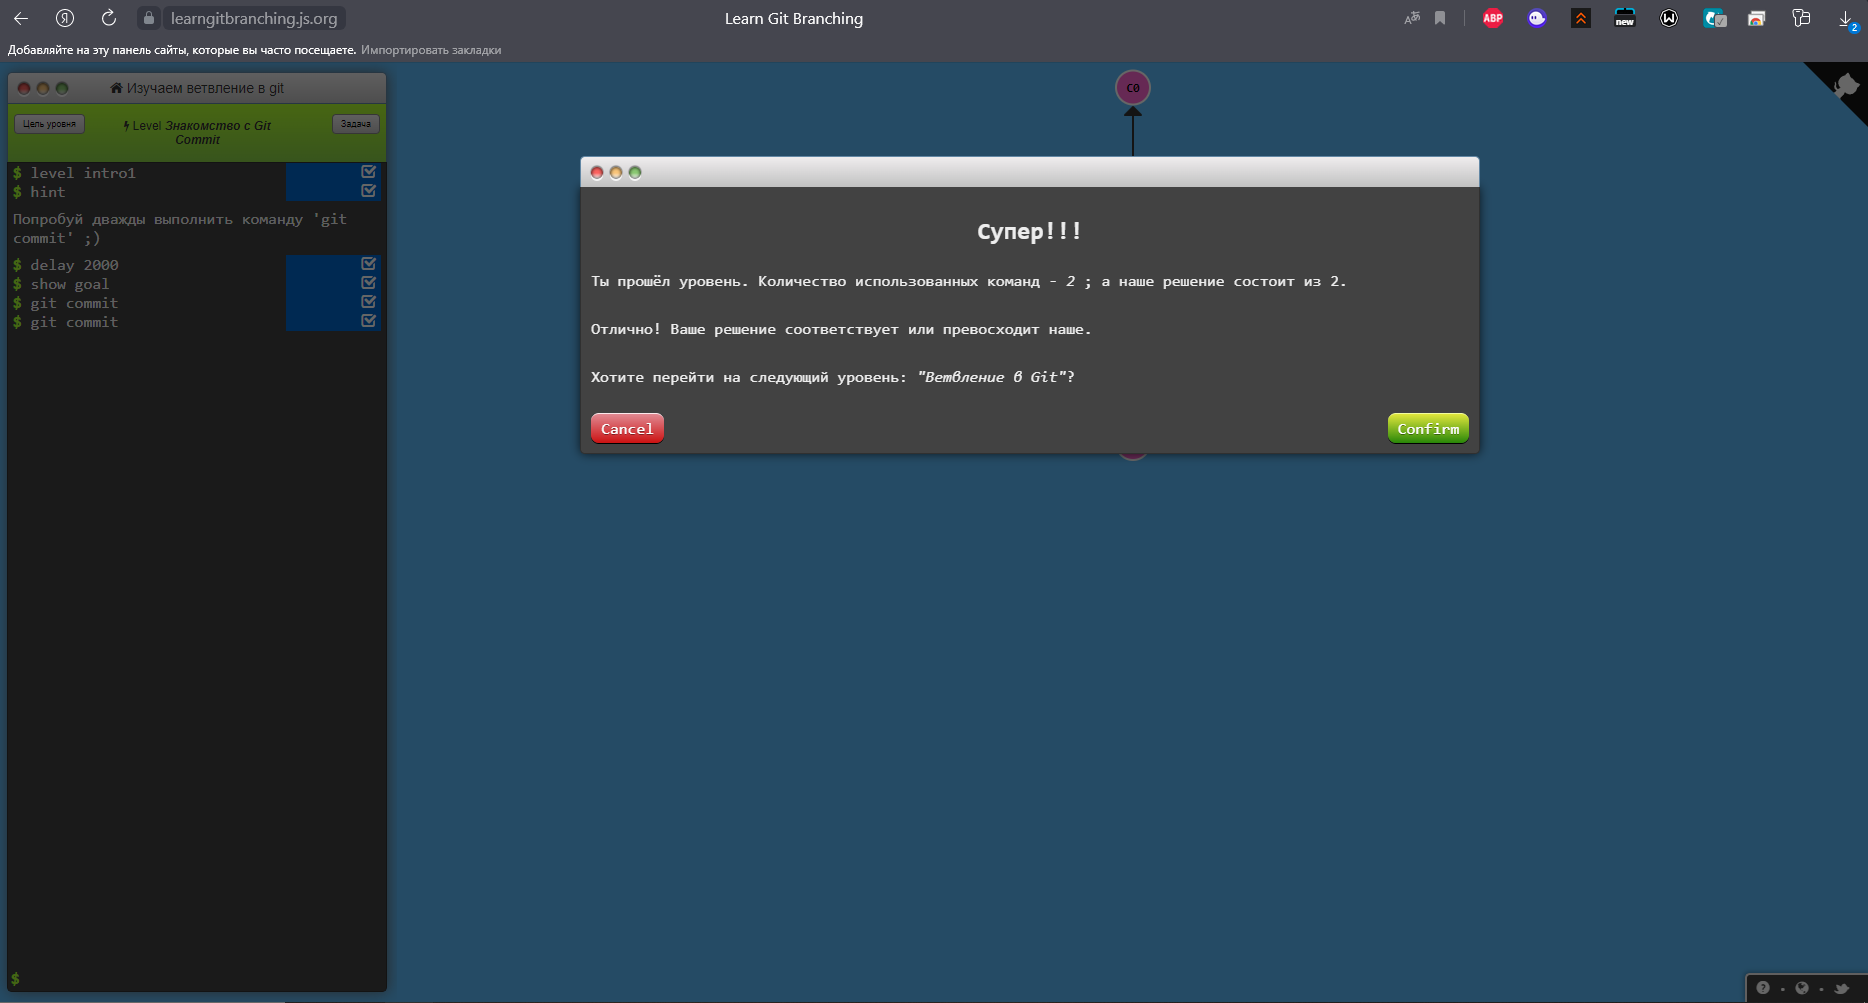 Я
learngitbranching.js.org
Learn Git Branching
ABP
new
2
Добавляйте на эту панель сайты, которые вы часто посещаете. Импортировать закладки
Изучаем ветвление в git
Цель уровня
Level Знакомство с Git
Commit
Задача
$ level intro1
$ hint
Попробуй дважды выполнить команду 'git
commit' ;)
$ delay 2000
$ show goal
$ git commit
$ git commit
$
C0
Супер!!!
Ты прошёл уровень. Количество использованных команд - 2 ; а наше решение состоит из 2.
Отлично! Ваше решение соответствует или превосходит наше.
Хотите перейти на следующий уровень: "Ветвление в Git"?
Cancel
Confirm